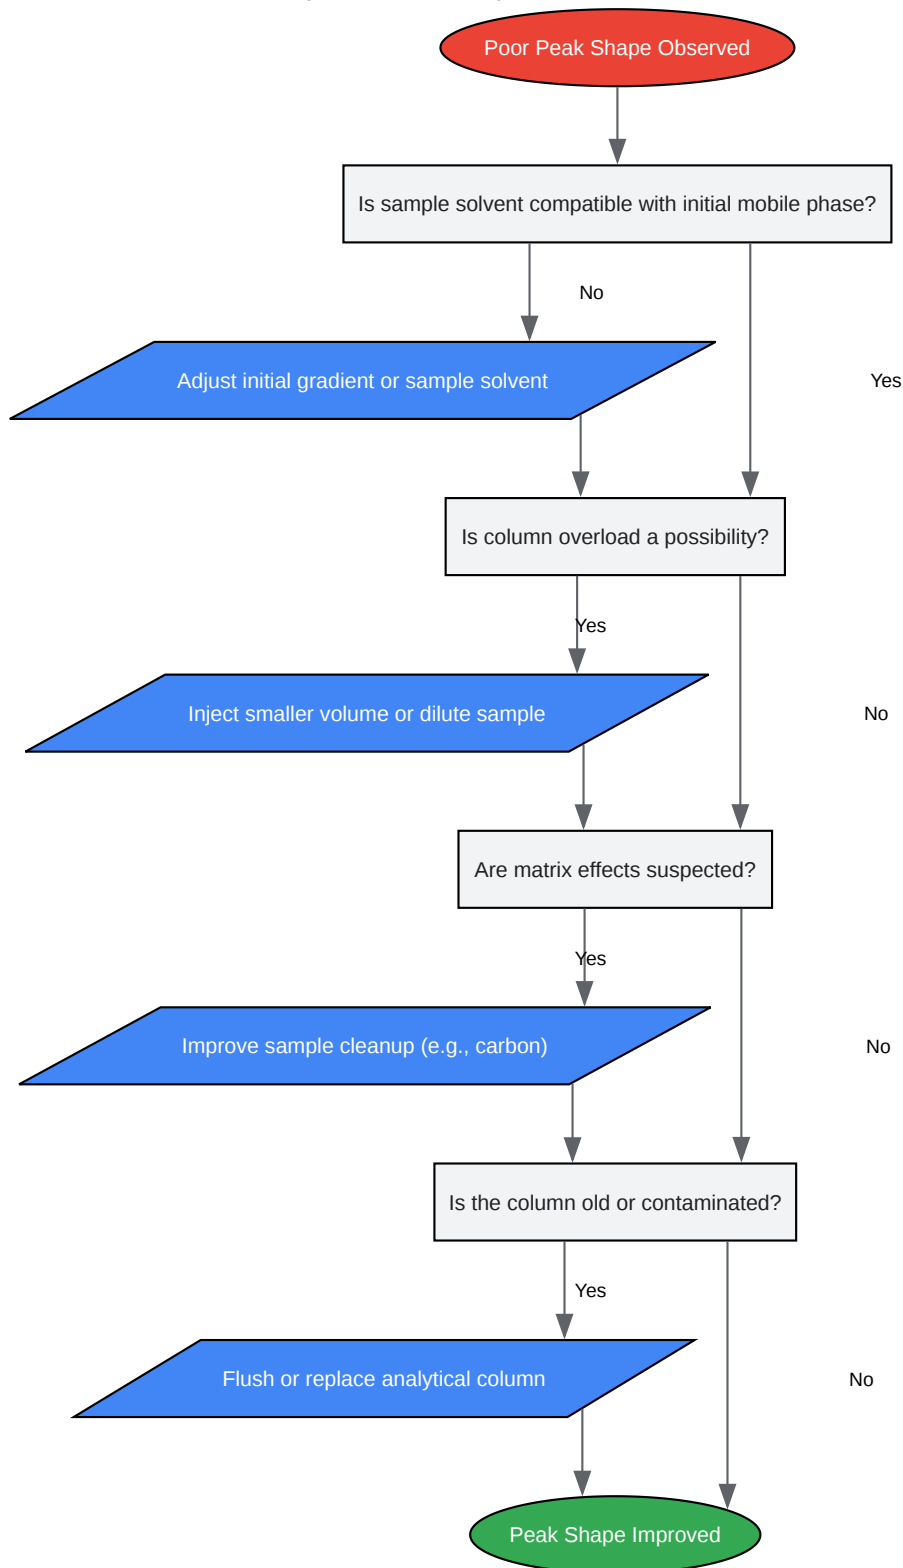 Poor Peak Shape Observed
Is sample solvent compatible with initial mobile phase?
No
Adjust initial gradient or sample solvent
Yes
Is column overload a possibility?
Yes
Inject smaller volume or dilute sample
No
Are matrix effects suspected?
Yes
Improve sample cleanup (e.g., carbon)
No
Is the column old or contaminated?
Yes
Flush or replace analytical column
No
Peak Shape Improved